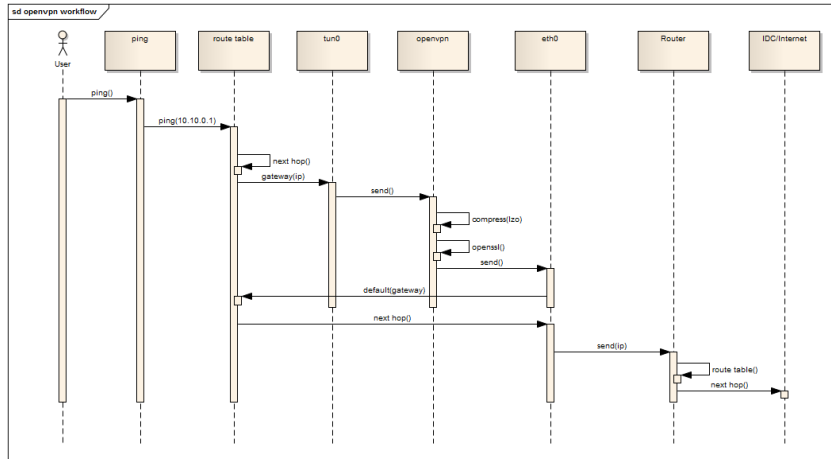 sd openvpn workflow
ping
route table
tun0
openvpn
eth0
Router
IDC/Internet
User
ping()
ping(10.10.0.1)
next hop()
gateway(ip)
send()
compress(lzo)
openssl()
send()
default(gateway)
next hop()
send(ip)
route table()
next hop()